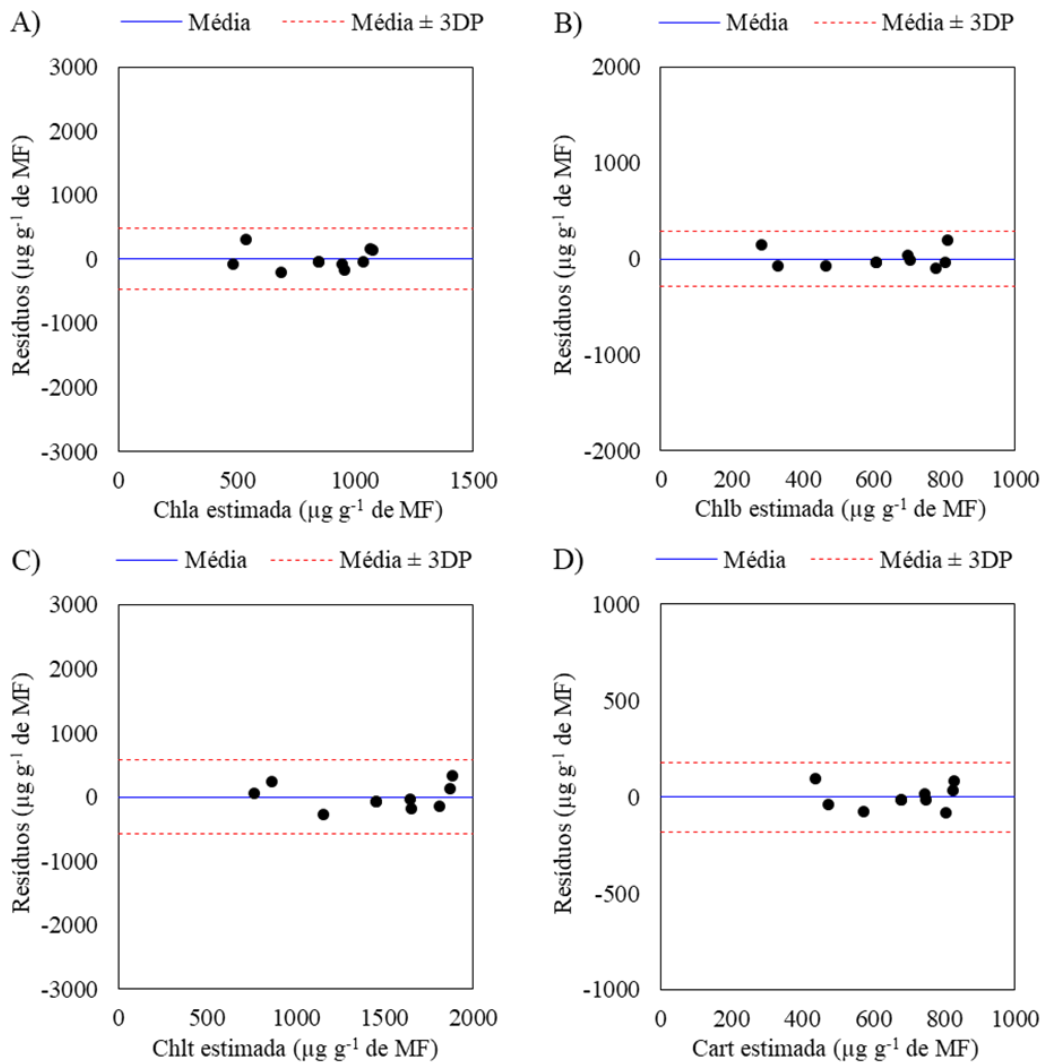 A)
Média
Média ± 3DP
3000
2000
1000
0
-1000
-2000
-3000
Resíduos (µg g⁻¹ de MF)
0
500
1000
1500
Chla estimada (µg g⁻¹ de MF)
B)
Média
Média ± 3DP
2000
1000
0
-1000
-2000
Resíduos (µg g⁻¹ de MF)
0
200
400
600
800
1000
Chlb estimada (µg g⁻¹ de MF)
C)
Média
Média ± 3DP
3000
2000
1000
0
-1000
-2000
-3000
Resíduos (µg g⁻¹ de MF)
0
500
1000
1500
2000
Chlt estimada (µg g⁻¹ de MF)
D)
Média
Média ± 3DP
1000
500
0
-500
-1000
Resíduos (µg g⁻¹ de MF)
0
200
400
600
800
1000
Cart estimada (µg g⁻¹ de MF)